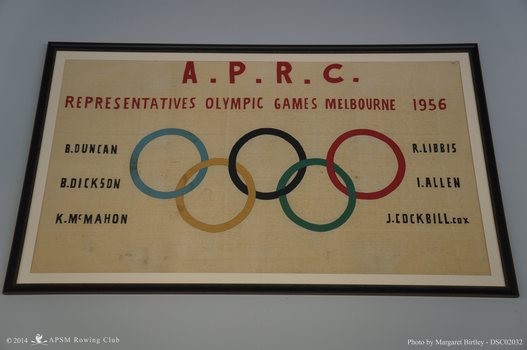 A.P.R.C.
REPRESENTATIVES OLYMPIC GAMES MELBOURNE 1956
B.DUNCAN
B.DICKSON
K.McMAHON
R.LIBBIS
I.ALLEN
J.COCKBILL.cox
© 2014 APSM Rowing Club
Photo by Margaret Birtley - DSC02032